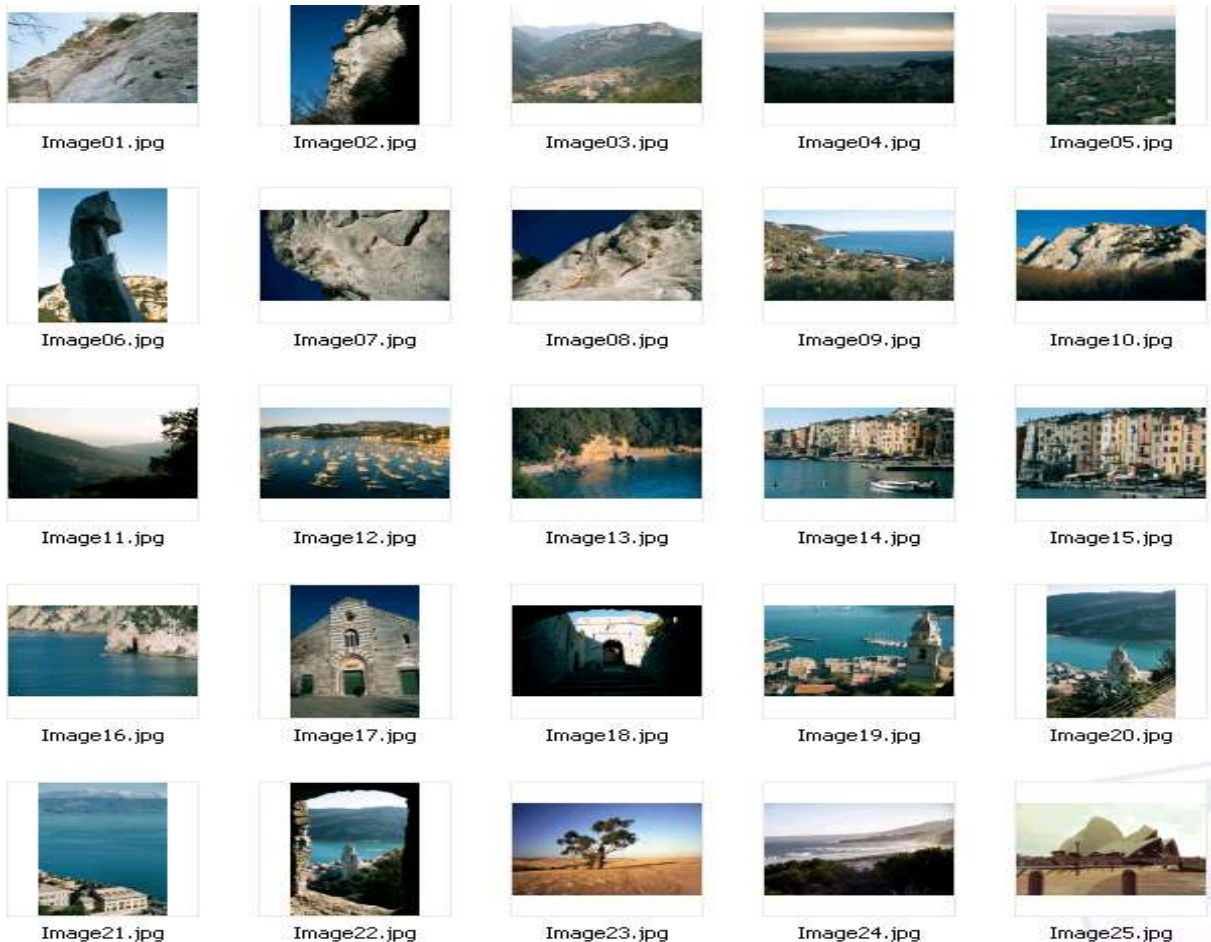 Image01.jpg Image02.jpg Image03.jpg Image04.jpg Image05.jpg
Image06.jpg Image07.jpg Image08.jpg Image09.jpg Image10.jpg
Image11.jpg Image12.jpg Image13.jpg Image14.jpg Image15.jpg
Image16.jpg Image17.jpg Image18.jpg Image19.jpg Image20.jpg
Image21.jpg Image22.jpg Image23.jpg Image24.jpg Image25.jpg